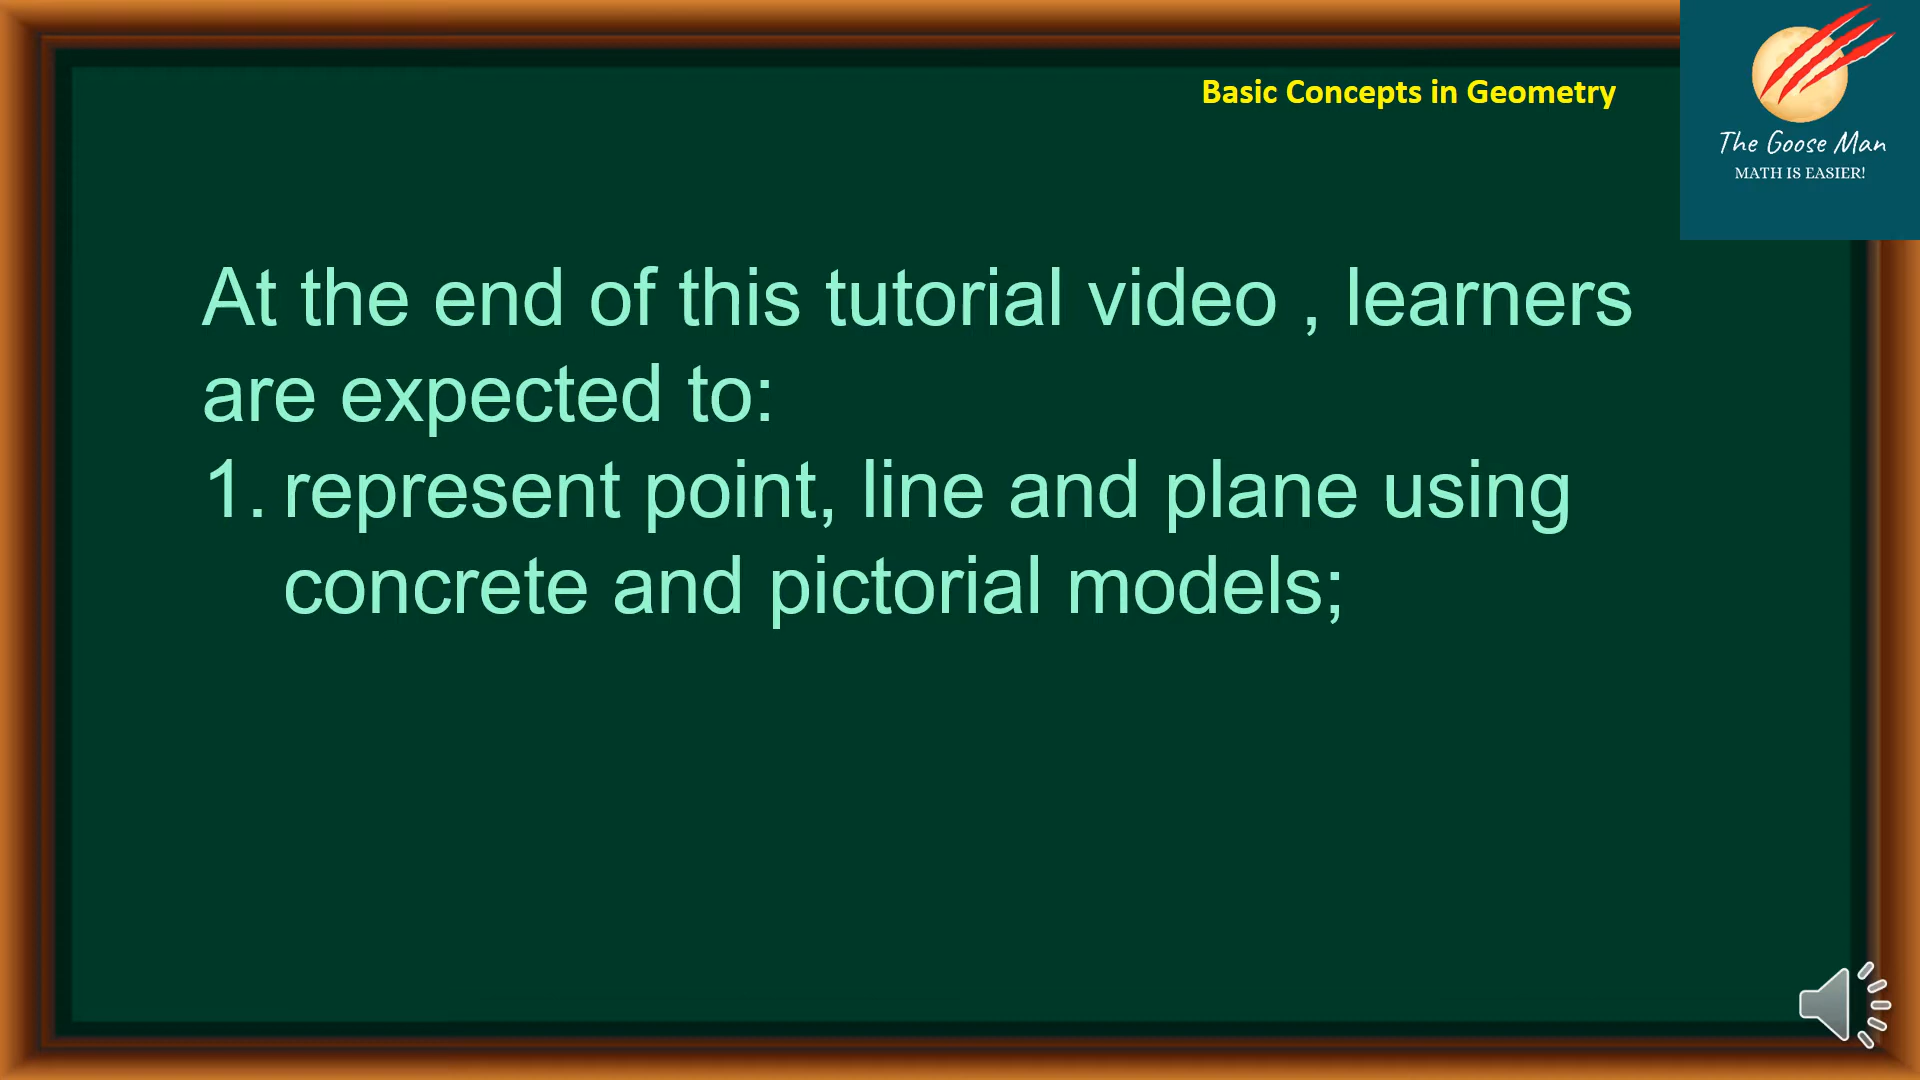 Basic Concepts in Geometry
The Goose Man
MATH IS EASIER!
At the end of this tutorial video , learners
are expected to:
1. represent point, line and plane using
concrete and pictorial models;